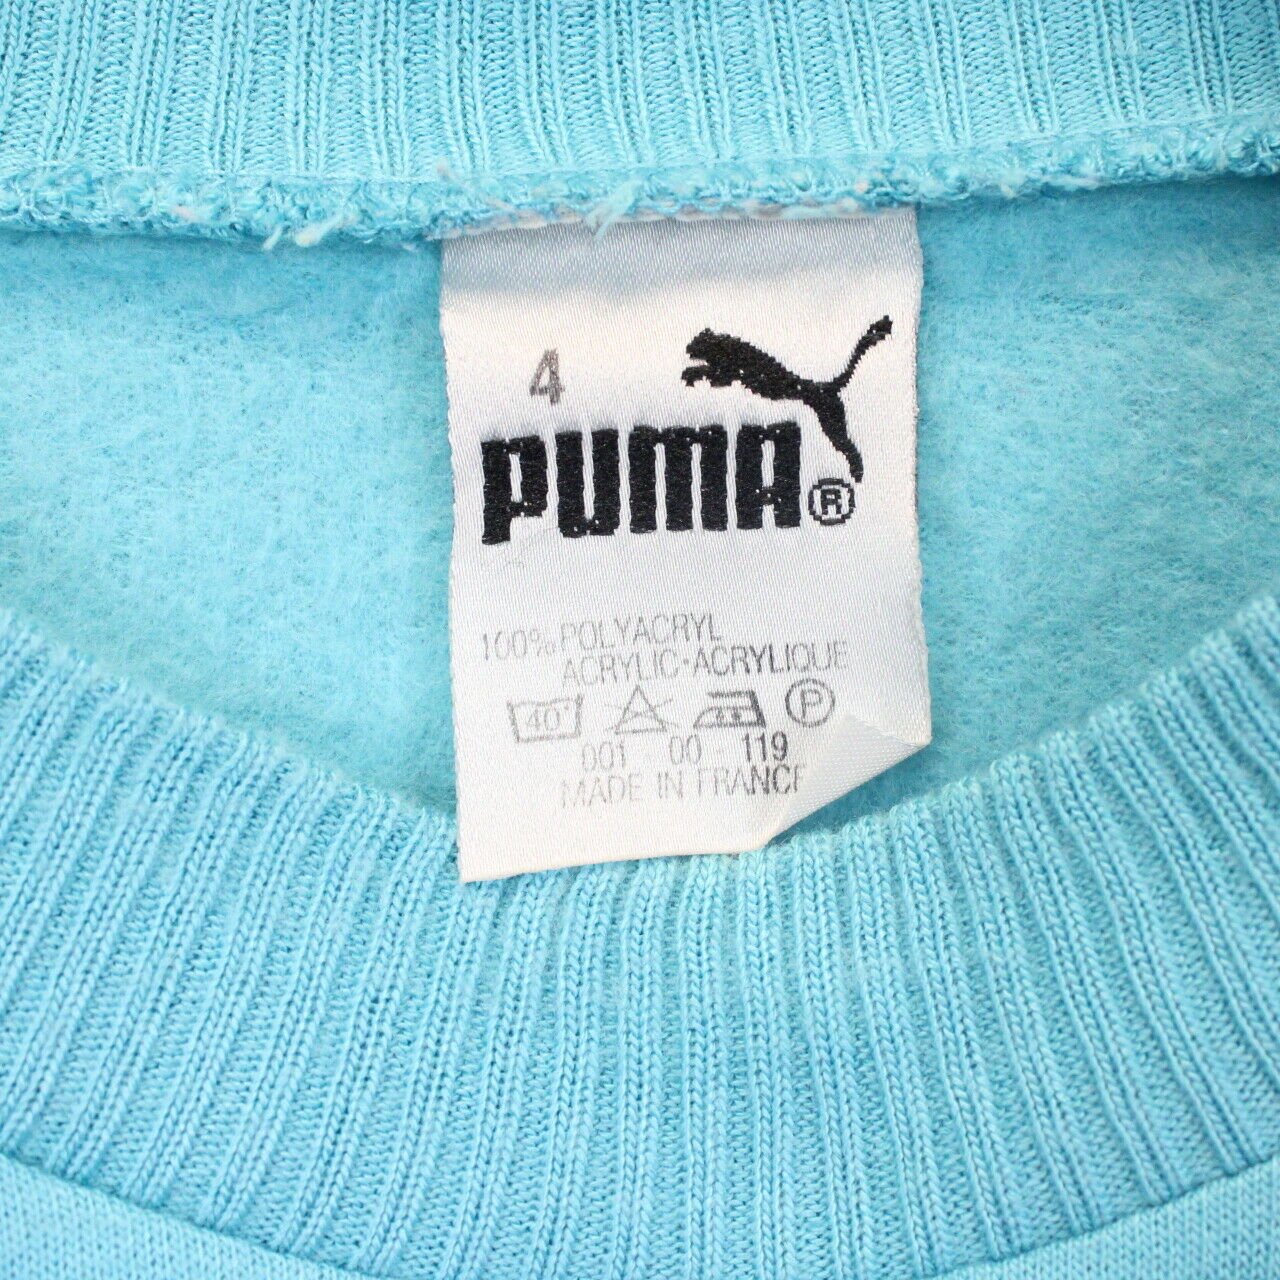 4
PUMA®
100% POLYACRYL
ACRYLIC·ACRYLIQUE
40° P
001 00 - 119
MADE IN FRANCE